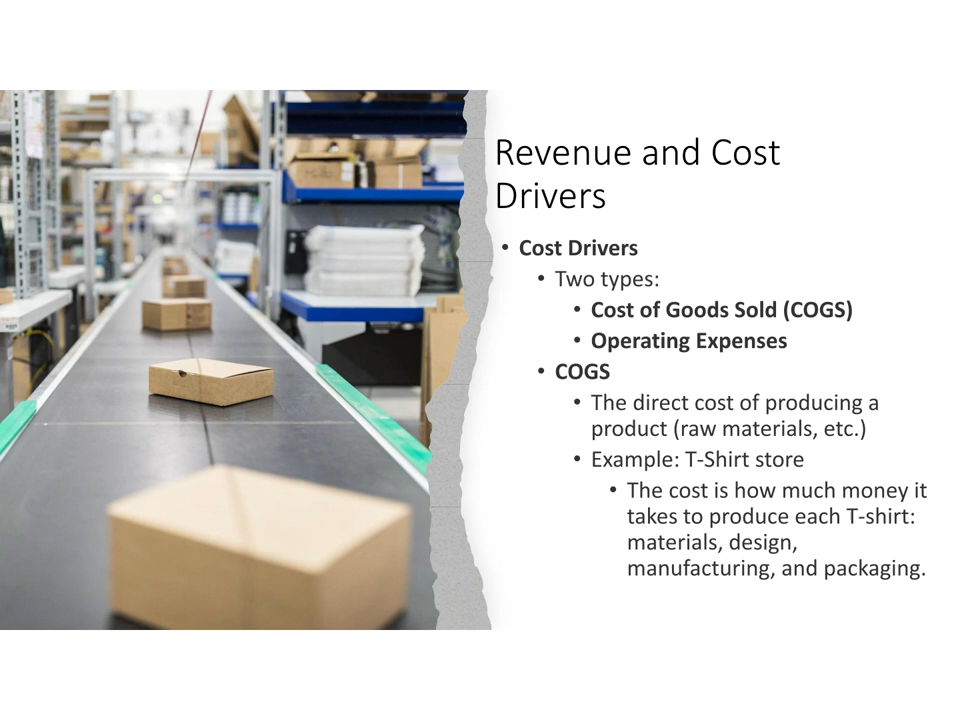 Revenue and Cost
Drivers
• Cost Drivers
• Two types:
• Cost of Goods Sold (COGS)
• Operating Expenses
• COGS
• The direct cost of producing a
product (raw materials, etc.)
• Example: T-Shirt store
• The cost is how much money it
takes to produce each T-shirt:
materials, design,
manufacturing, and packaging.